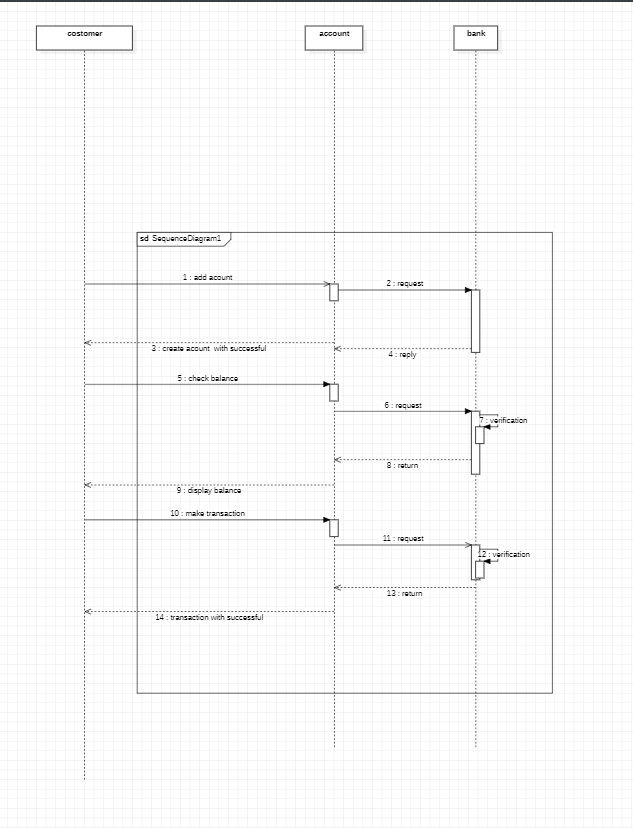 costomer
account
bank
sd SequenceDiagram1
1 : add acount
2 : request
3 : create acount with successful
4 : reply
5 : check balance
6 : request
7 : verification
8 : return
9 : display balance
10 : make transaction
11 : request
12 : verification
13 : return
14 : transaction with successful